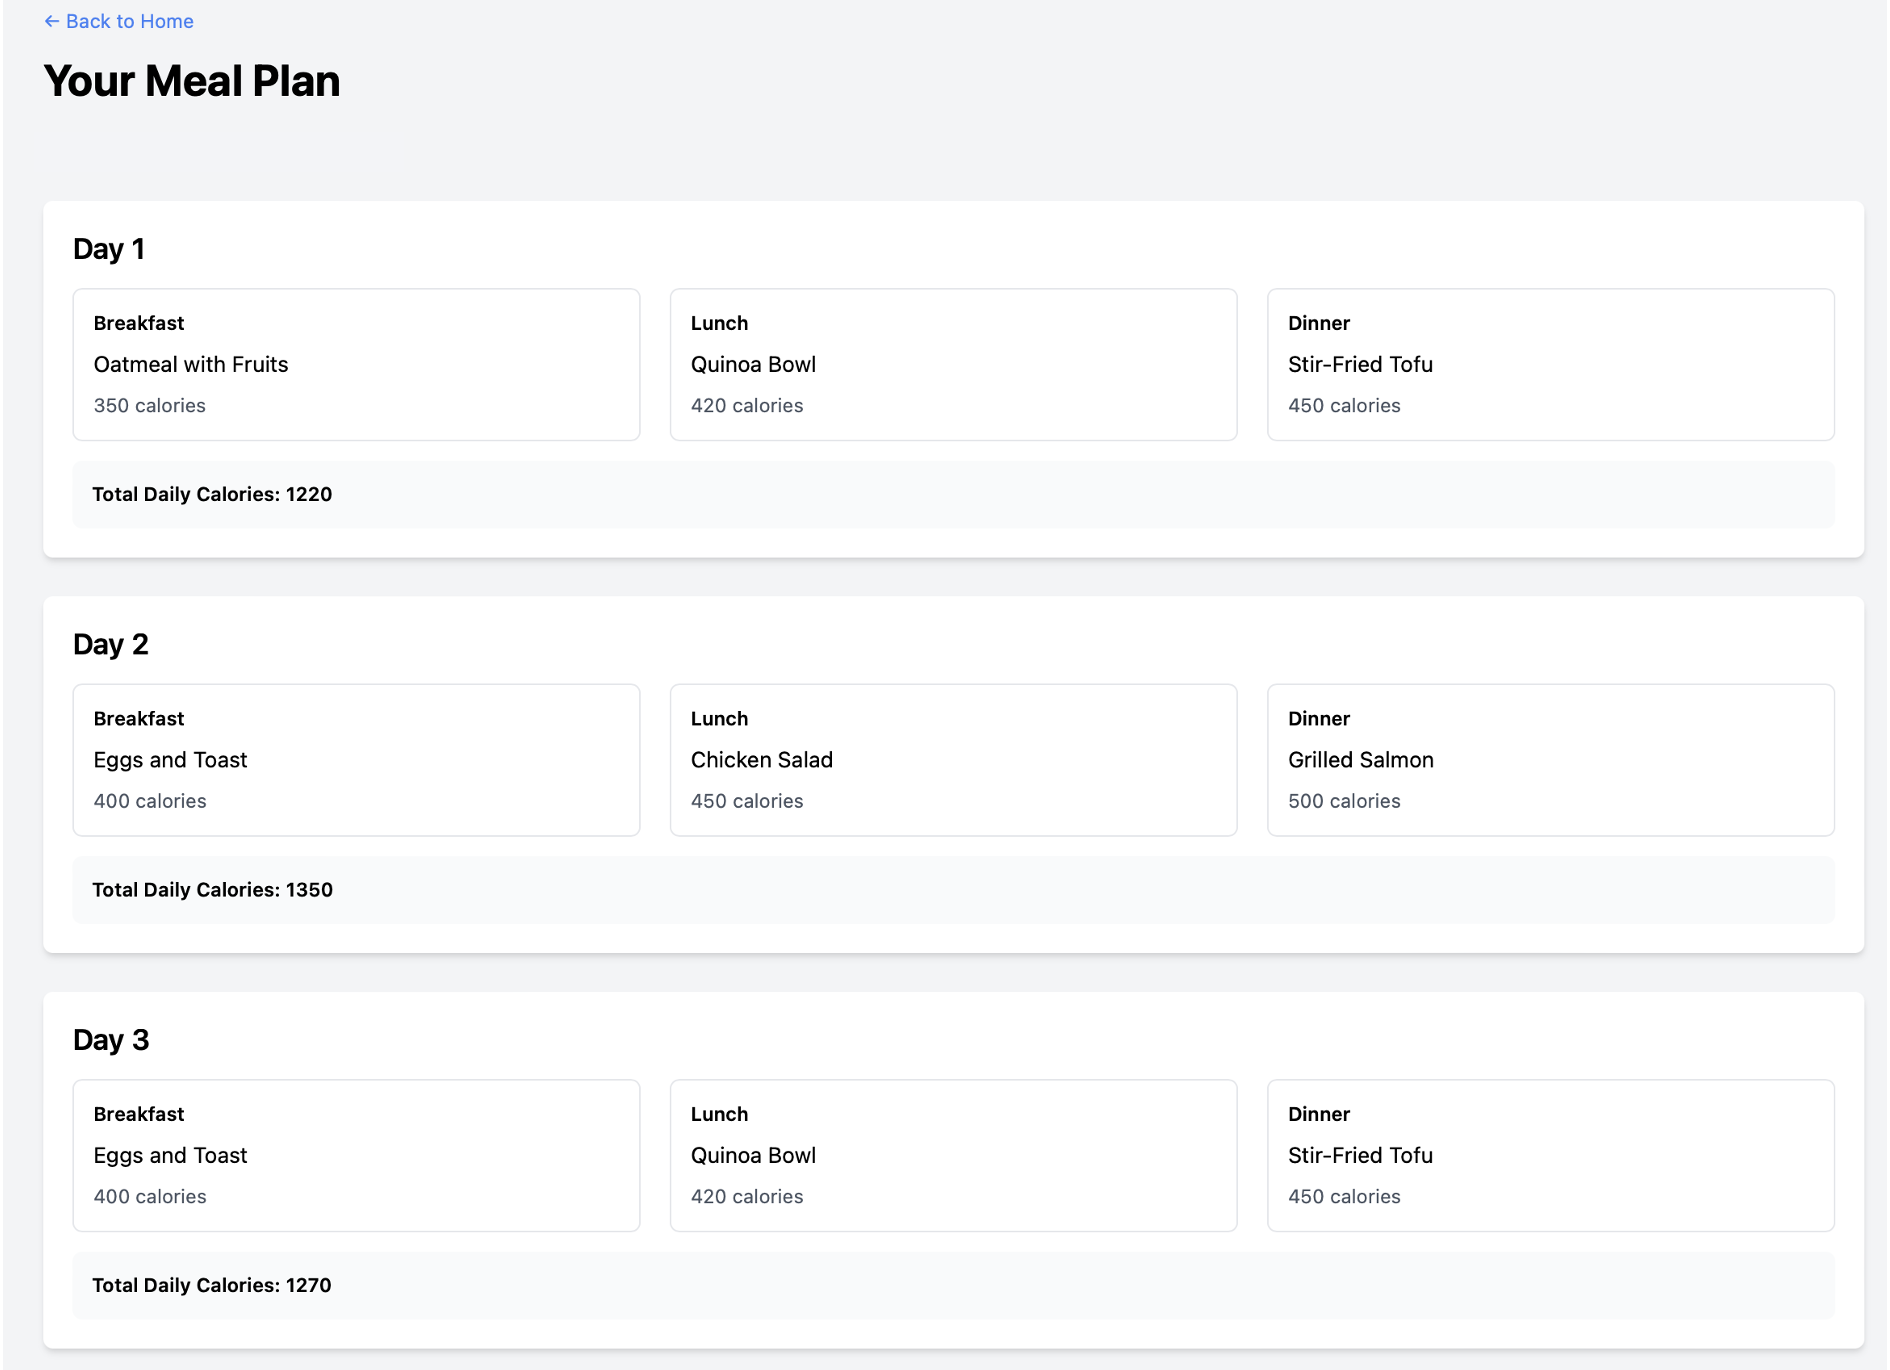 ← Back to Home
Your Meal Plan
Day 1
Breakfast
Oatmeal with Fruits
350 calories
Lunch
Quinoa Bowl
420 calories
Dinner
Stir-Fried Tofu
450 calories
Total Daily Calories: 1220
Day 2
Breakfast
Eggs and Toast
400 calories
Lunch
Chicken Salad
450 calories
Dinner
Grilled Salmon
500 calories
Total Daily Calories: 1350
Day 3
Breakfast
Eggs and Toast
400 calories
Lunch
Quinoa Bowl
420 calories
Dinner
Stir-Fried Tofu
450 calories
Total Daily Calories: 1270